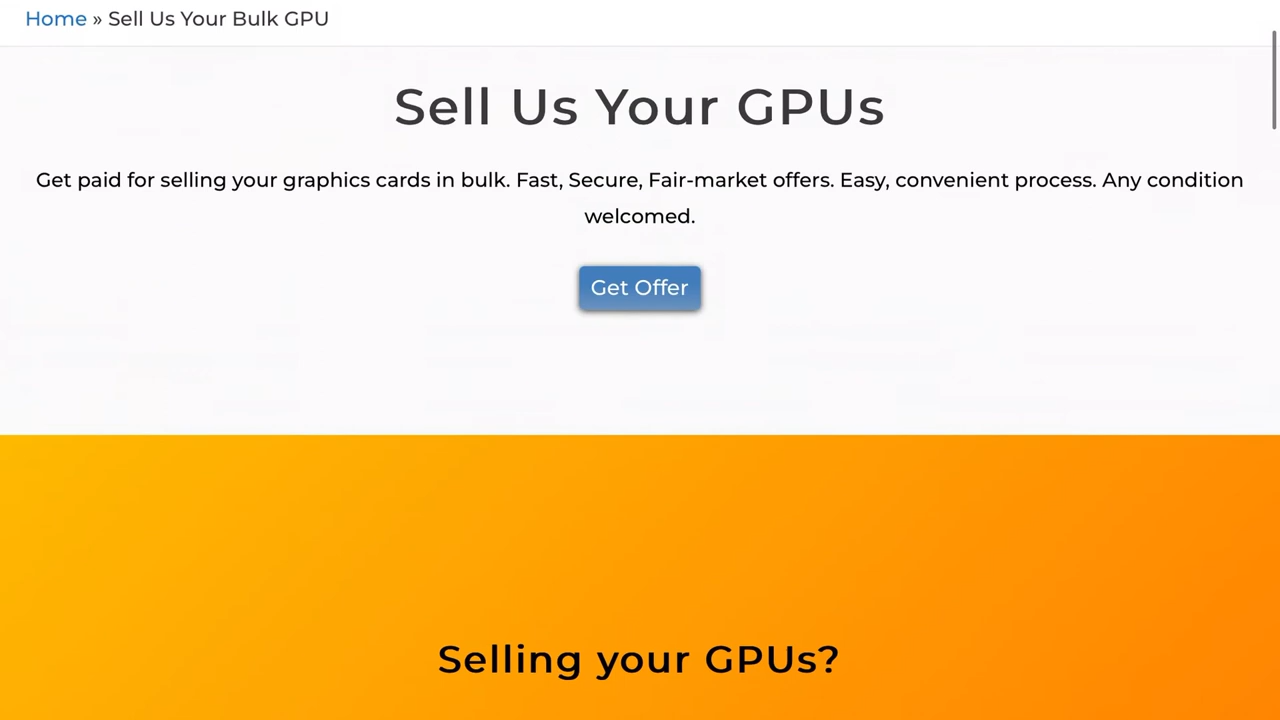 Home » Sell Us Your Bulk GPU
Sell Us Your GPUs
Get paid for selling your graphics cards in bulk. Fast, Secure, Fair-market offers. Easy, convenient process. Any condition
welcomed.
Get Offer
Selling your GPUs?